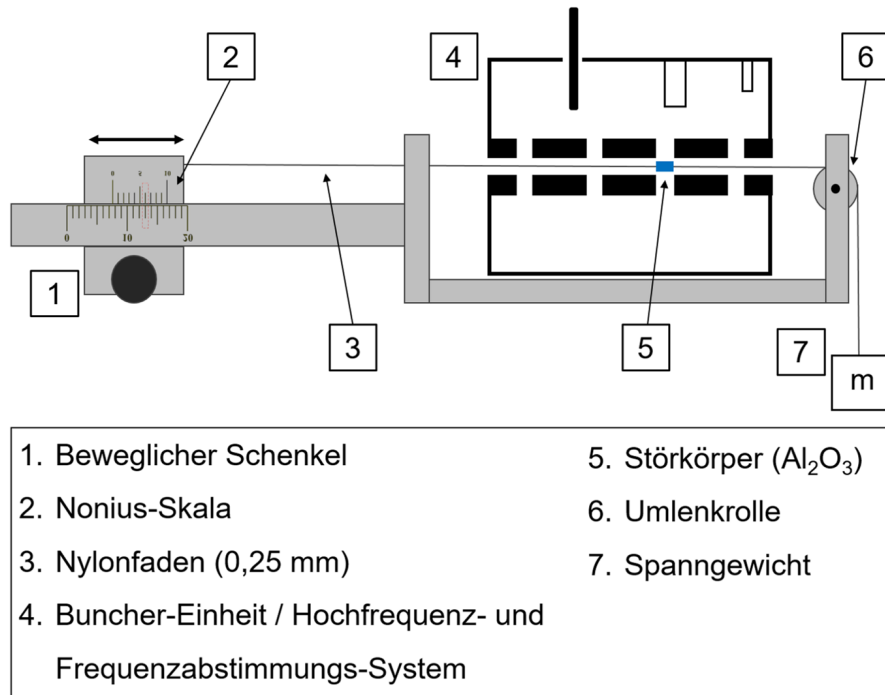 2
4
6
0 5 10
0 10 20
1
3
5
7
m
1. Beweglicher Schenkel
2. Nonius-Skala
3. Nylonfaden (0,25 mm)
4. Buncher-Einheit / Hochfrequenz- und
Frequenzabstimmungs-System
5. Störkörper (Al₂O₃)
6. Umlenkrolle
7. Spanngewicht